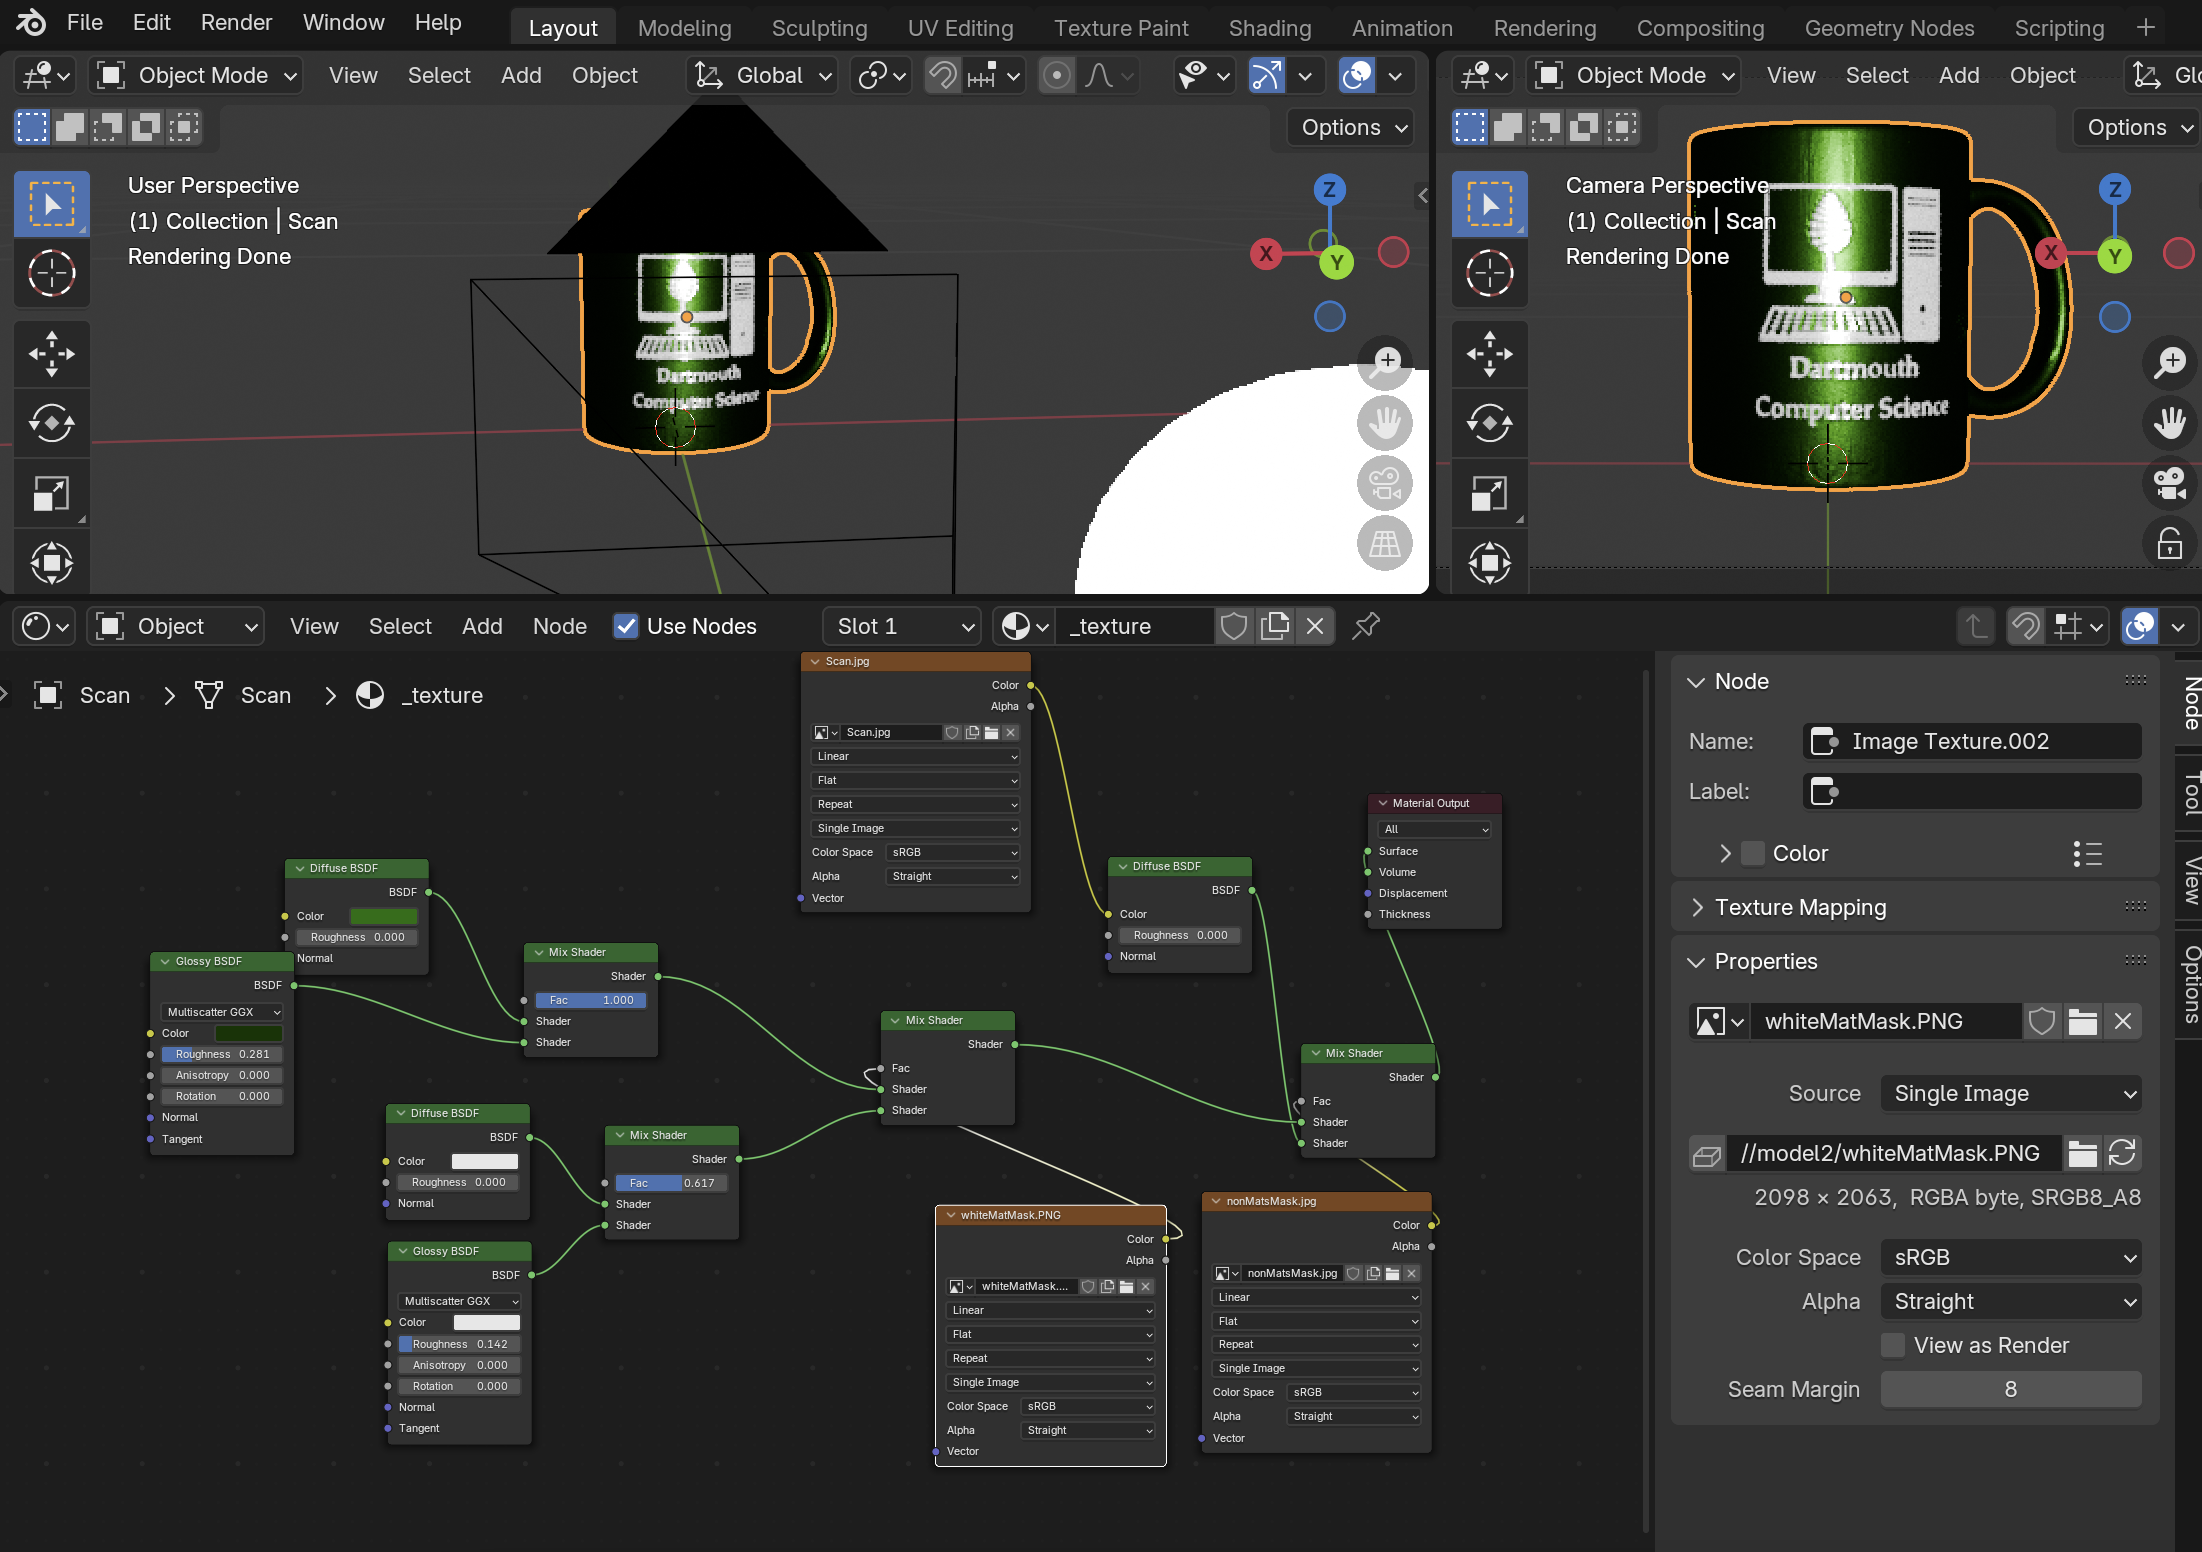 File Edit Render Window Help Layout Modeling Sculpting UV Editing Texture Paint Shading Animation Rendering Compositing Geometry Nodes Scripting
Object Mode View Select Add Object Global
Options
User Perspective
(1) Collection | Scan
Rendering Done
Z
X
Y
Dartmouth
Computer Science
Object Mode View Select Add Object
Options
Camera Perspective
(1) Collection | Scan
Rendering Done
Z
X
Y
Dartmouth
Computer Science
Object View Select Add Node Use Nodes Slot 1 _texture
Scan Scan _texture
Scan.jpg
Color
Alpha
Scan.jpg
Linear
Flat
Repeat
Single Image
Color Space sRGB
Alpha Straight
Vector
Material Output
All
Surface
Volume
Displacement
Thickness
Diffuse BSDF
BSDF
Color
Roughness 0.000
Normal
Diffuse BSDF
BSDF
Color
Roughness 0.000
Normal
Glossy BSDF
BSDF
Multiscatter GGX
Color
Roughness 0.281
Anisotropy 0.000
Rotation 0.000
Normal
Tangent
Mix Shader
Shader
Fac 1.000
Shader
Shader
Mix Shader
Shader
Fac
Shader
Shader
Mix Shader
Shader
Fac
Shader
Shader
Diffuse BSDF
BSDF
Color
Roughness 0.000
Normal
Mix Shader
Shader
Fac 0.617
Shader
Shader
Glossy BSDF
BSDF
Multiscatter GGX
Color
Roughness 0.142
Anisotropy 0.000
Rotation 0.000
Normal
Tangent
whiteMatMask.PNG
Color
Alpha
whiteMatMask....
Linear
Flat
Repeat
Single Image
Color Space sRGB
Alpha Straight
Vector
nonMatsMask.jpg
Color
Alpha
nonMatsMask.jpg
Linear
Flat
Repeat
Single Image
Color Space sRGB
Alpha Straight
Vector
Node
Name: Image Texture.002
Label:
Color
Texture Mapping
Properties
whiteMatMask.PNG
Source Single Image
//model2/whiteMatMask.PNG
2098 × 2063, RGBA byte, SRGB8_A8
Color Space sRGB
Alpha Straight
View as Render
Seam Margin 8
Node
Tool
View
Options